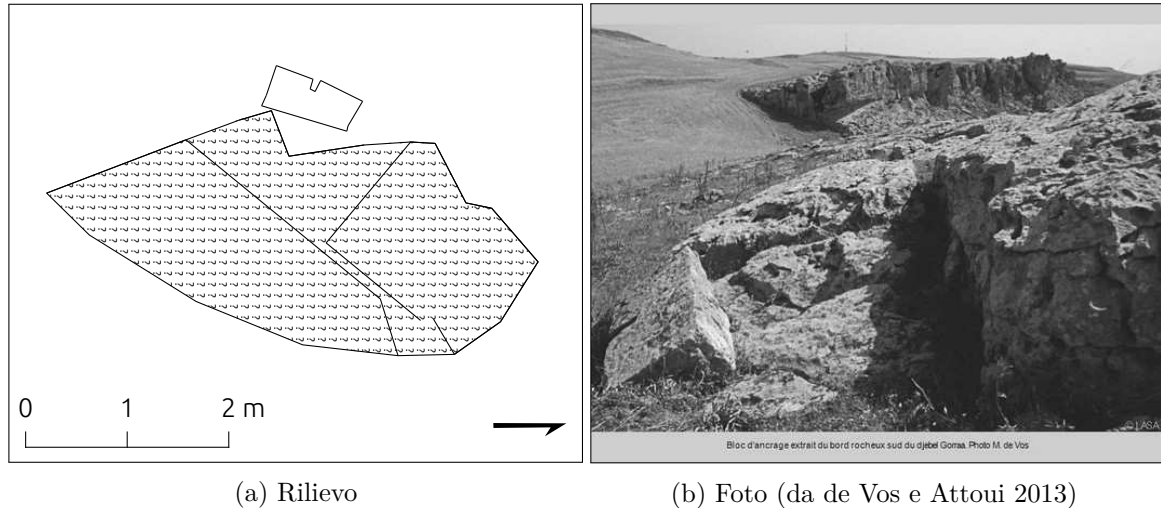 0 1 2 m
© LASA
Bloc d'ancrage extrait du bord rocheux sud du djebel Gorraa. Photo M. de Vos
(a) Rilievo
(b) Foto (da de Vos e Attoui 2013)